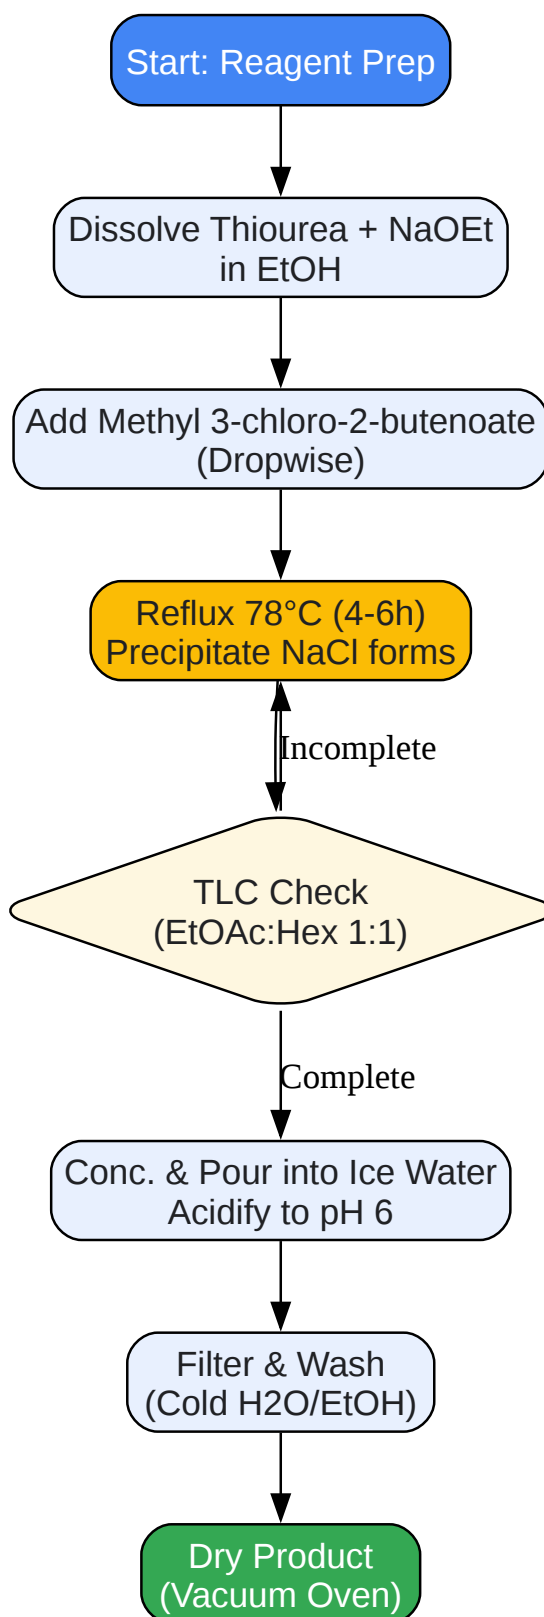 Start: Reagent Prep
Dissolve Thiourea + NaOEt
in EtOH
Add Methyl 3-chloro-2-butenoate
(Dropwise)
Reflux 78°C (4-6h)
Precipitate NaCl forms
Incomplete
TLC Check
(EtOAc:Hex 1:1)
Complete
Conc. & Pour into Ice Water
Acidify to pH 6
Filter & Wash
(Cold H2O/EtOH)
Dry Product
(Vacuum Oven)